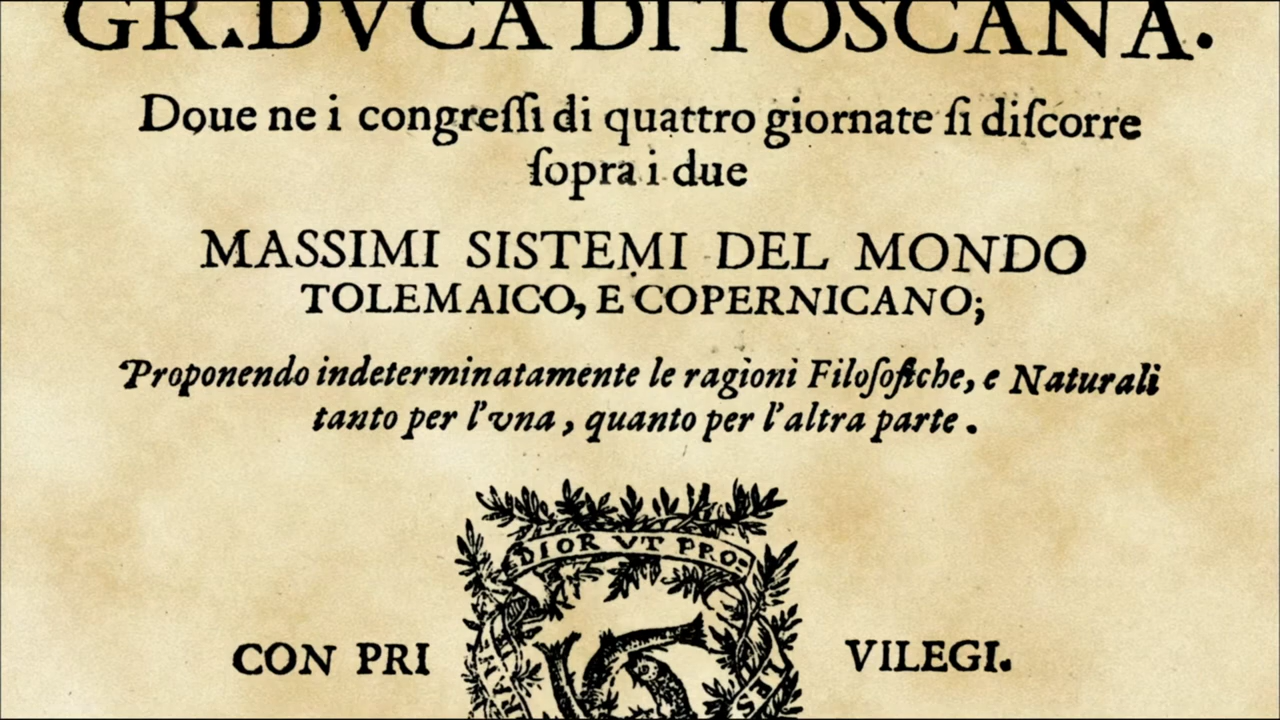 GR.DVCA DI TOSCANA.
Doue ne i congreſſi di quattro giornate ſi diſcorre
ſopra i due
MASSIMI SISTEMI DEL MONDO
TOLEMAICO, E COPERNICANO;
Proponendo indeterminatamente le ragioni Filoſofiche, e Naturali
tanto per l'vna, quanto per l'altra parte.
DIOR VT PRO-
CON PRI VILEGI.